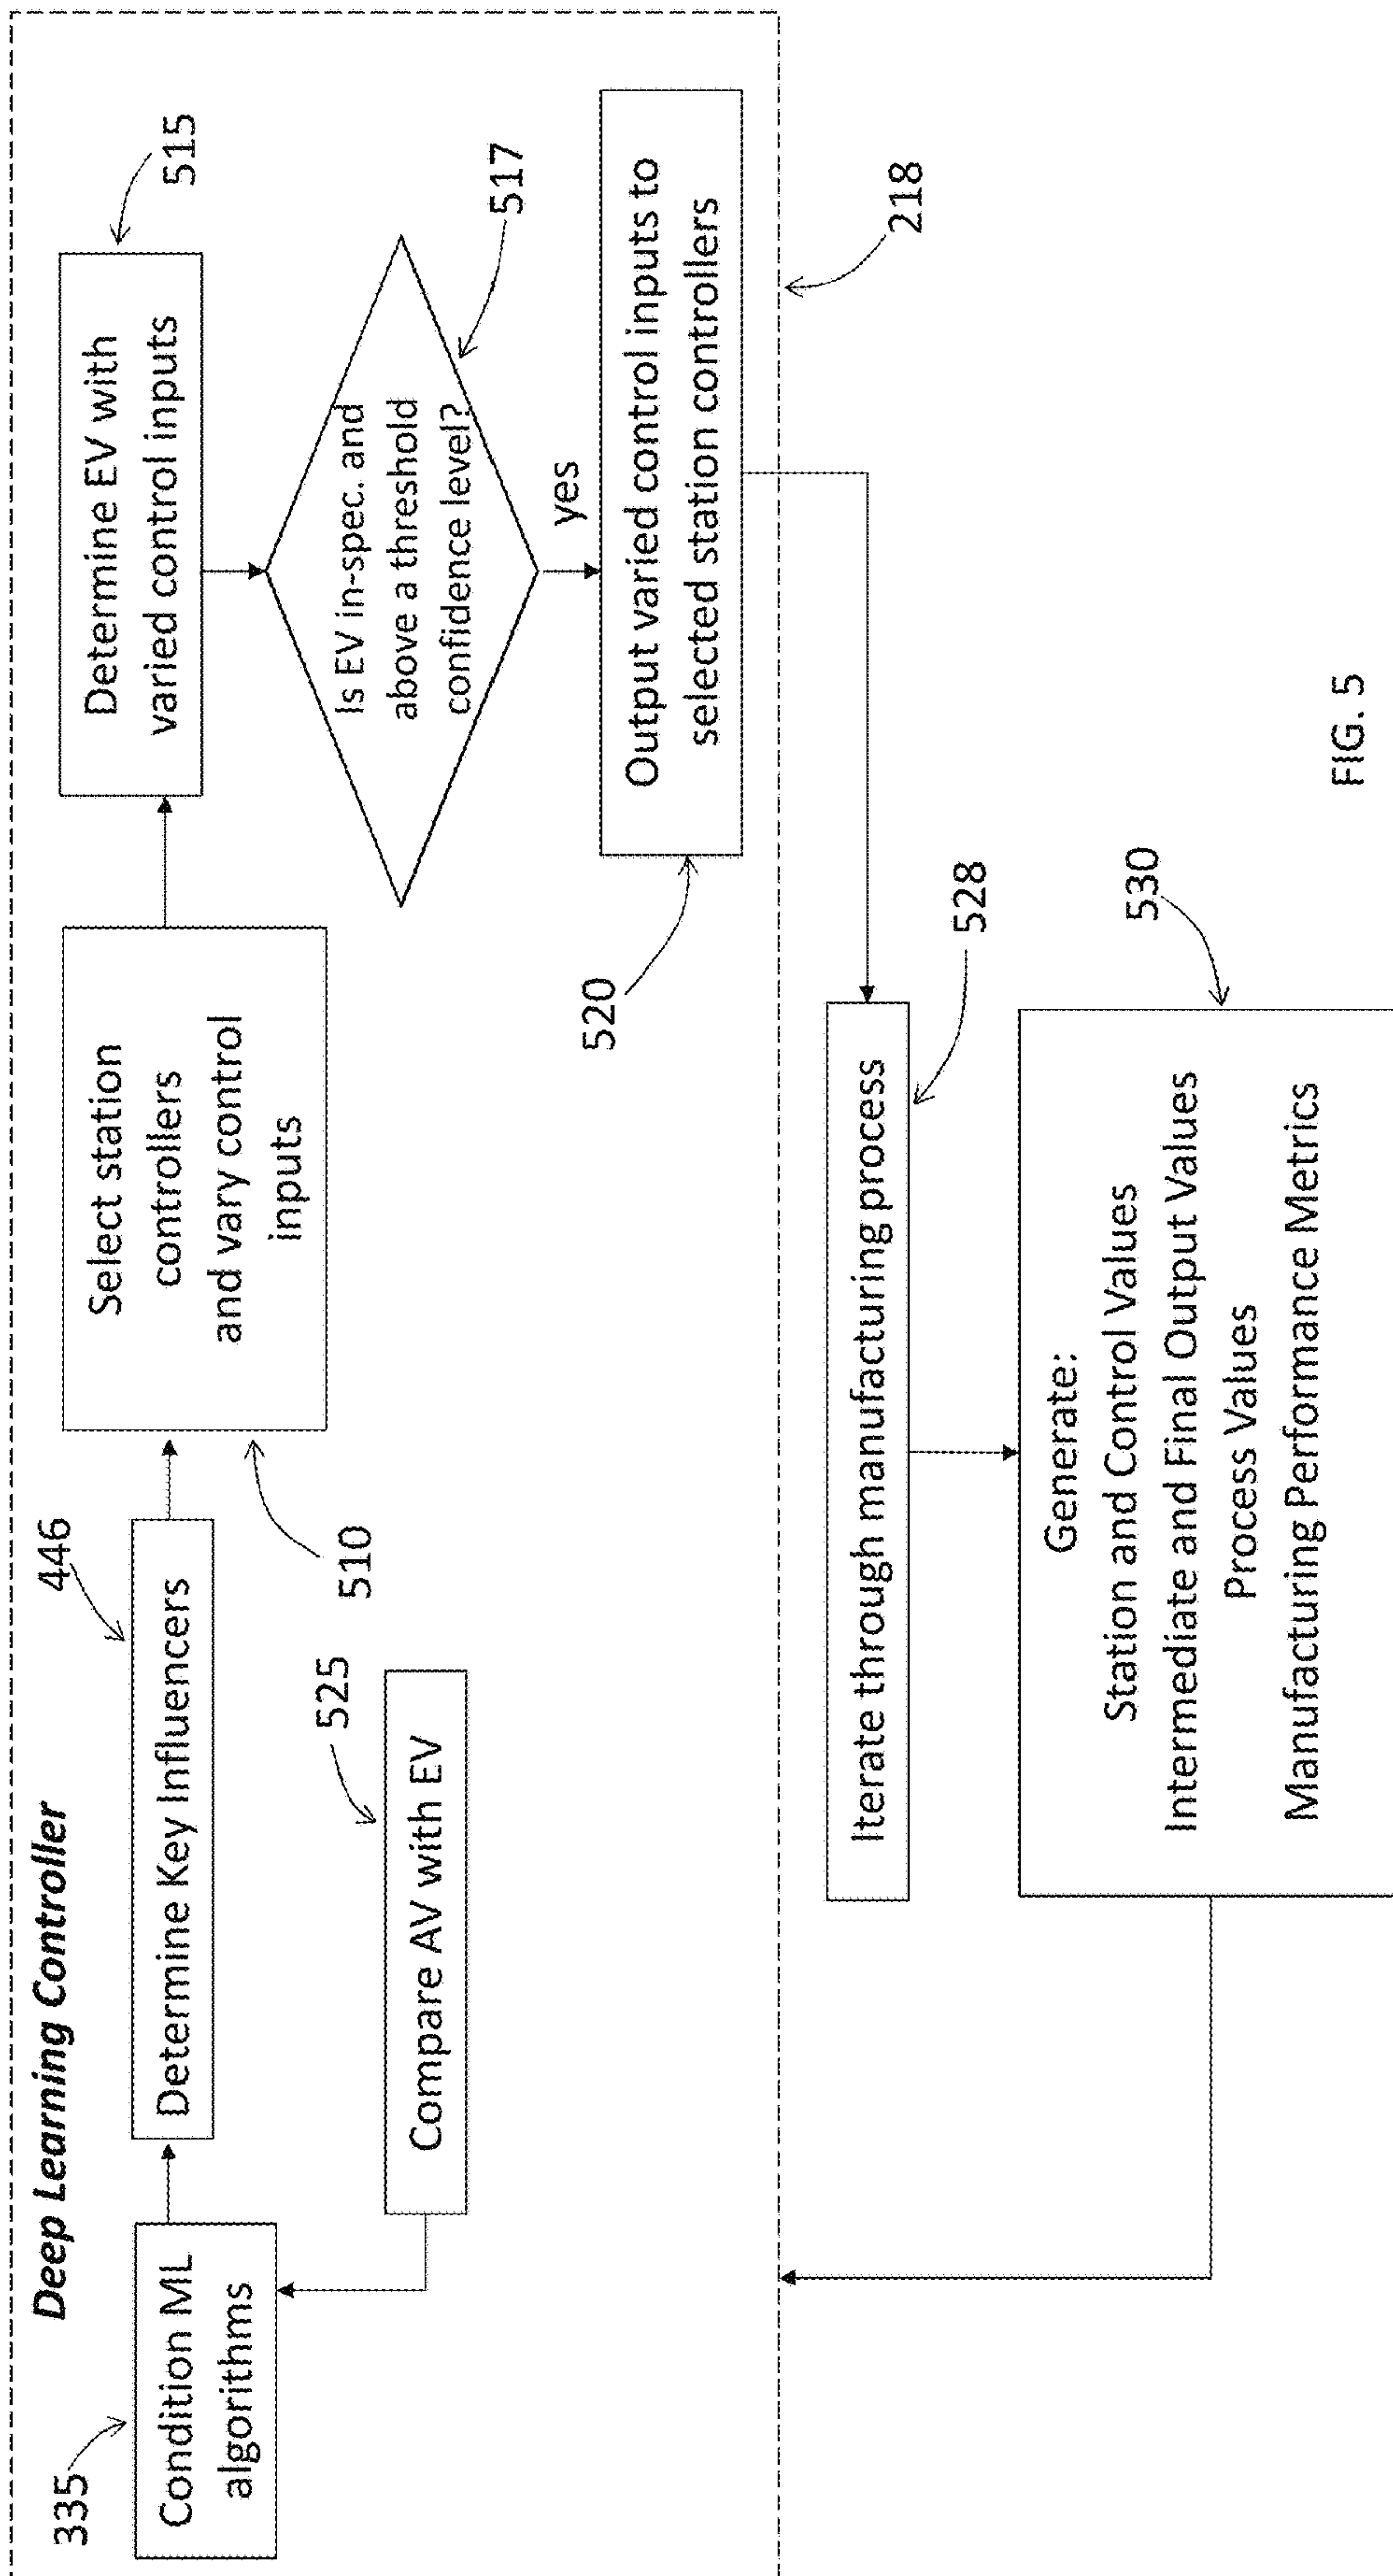 Deep Learning Controller
335
Condition ML
algorithms
446
Determine Key Influencers
525
Compare AV with EV
510
Select station
controllers
and vary control
inputs
515
Determine EV with
varied control inputs
517
Is EV in-spec. and
above a threshold
confidence level?
yes
520
Output varied control inputs to
selected station controllers
218
528
Iterate through manufacturing process
530
Generate:
Station and Control Values
Intermediate and Final Output Values
Process Values
Manufacturing Performance Metrics
FIG. 5